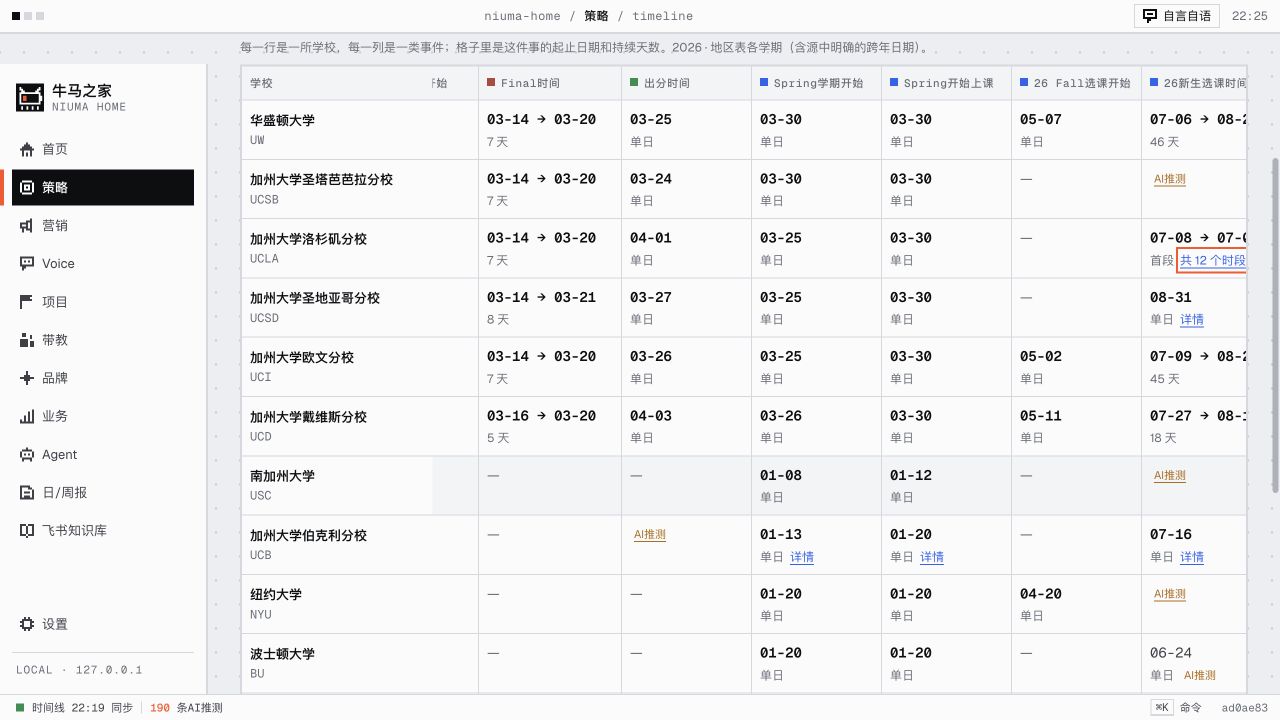 niuma-home / 策略 / timeline
自言自语
22:25
每一行是一所学校，每一列是一类事件；格子里是这件事的起止日期和持续天数。2026·地区表各学期（含源中明确的跨年日期）。
牛马之家
NIUMA HOME
首页
策略
营销
Voice
项目
带教
品牌
业务
Agent
日/周报
飞书知识库
设置
LOCAL · 127.0.0.1
学校 开始 Final时间 出分时间 Spring学期开始 Spring开始上课 26 Fall选课开始 26新生选课时间
华盛顿大学 03-14 → 03-20 03-25 03-30 03-30 05-07 07-06 → 08-2
UW 7 天 单日 单日 单日 单日 46 天
加州大学圣塔芭芭拉分校 03-14 → 03-20 03-24 03-30 03-30 — AI推测
UCSB 7 天 单日 单日 单日
加州大学洛杉矶分校 03-14 → 03-20 04-01 03-25 03-30 — 07-08 → 07-0
UCLA 7 天 单日 单日 单日 首段 共 12 个时段
加州大学圣地亚哥分校 03-14 → 03-21 03-27 03-25 03-30 — 08-31
UCSD 8 天 单日 单日 单日 单日 详情
加州大学欧文分校 03-14 → 03-20 03-26 03-25 03-30 05-02 07-09 → 08-2
UCI 7 天 单日 单日 单日 单日 45 天
加州大学戴维斯分校 03-16 → 03-20 04-03 03-26 03-30 05-11 07-27 → 08-1
UCD 5 天 单日 单日 单日 单日 18 天
南加州大学 — — 01-08 01-12 — AI推测
USC 单日 单日
加州大学伯克利分校 — AI推测 01-13 01-20 — 07-16
UCB 单日 详情 单日 详情 单日 详情
纽约大学 — — 01-20 01-20 04-20 AI推测
NYU 单日 单日 单日
波士顿大学 — — 01-20 01-20 — 06-24
BU 单日 单日 单日 AI推测
时间线 22:19 同步 190 条AI推测
⌘K 命令 ad0ae83